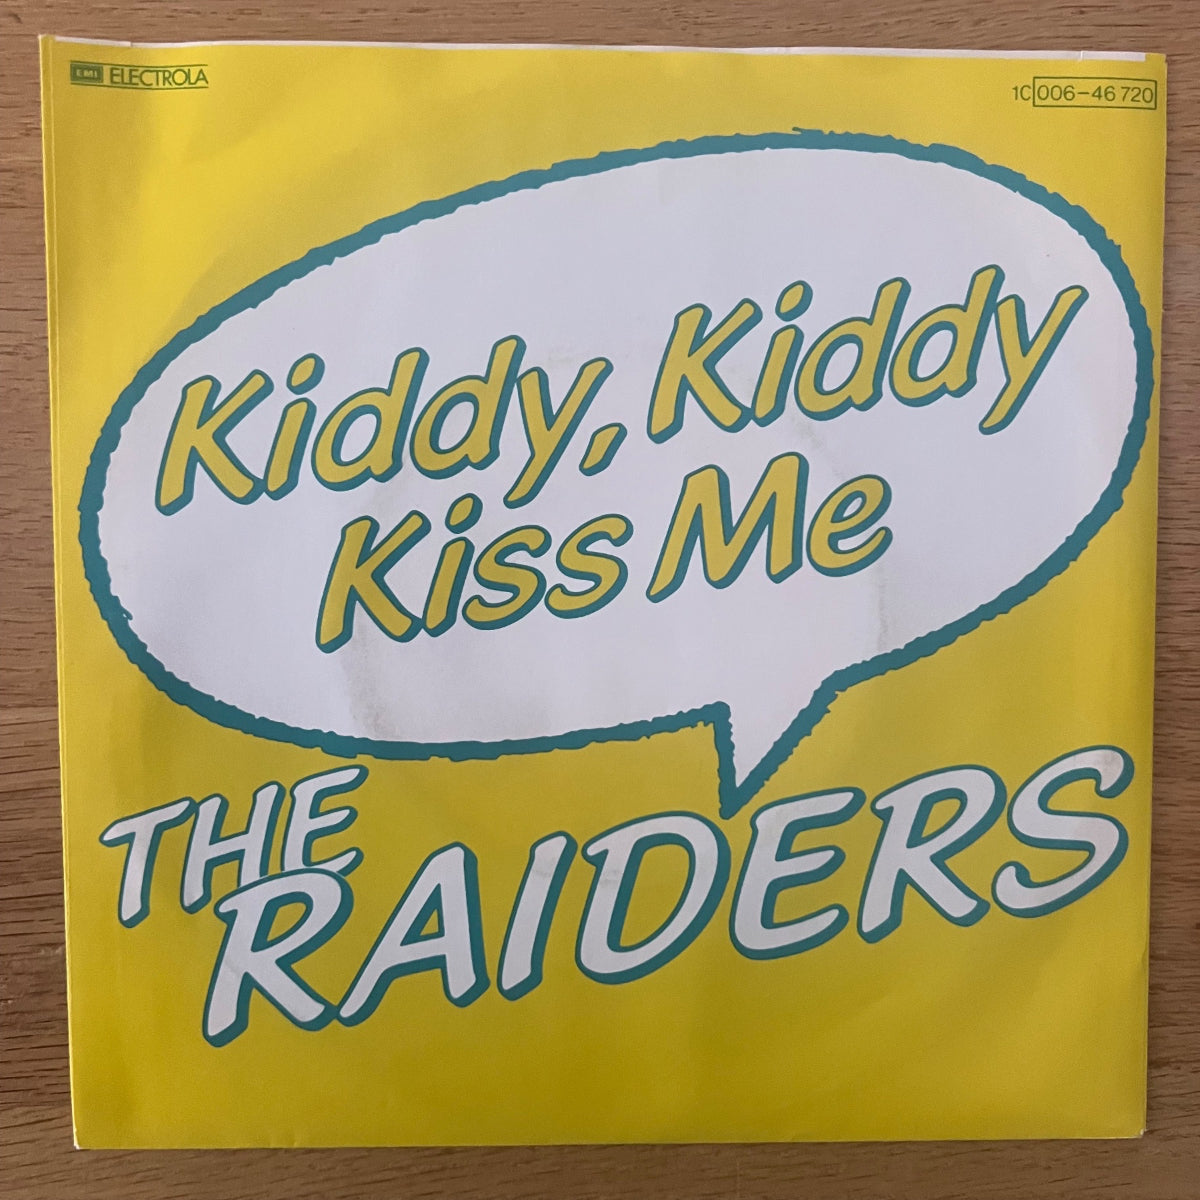 EMI ELECTROLA
1C 006-46 720
Kiddy, Kiddy
Kiss Me
THE
RAIDERS